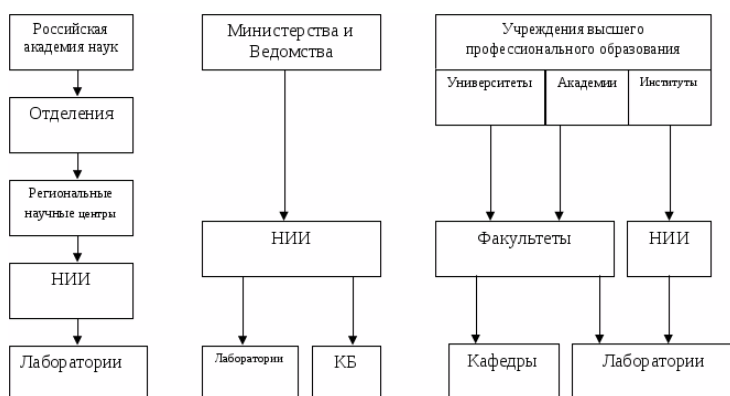 Российская
академия наук
Отделения
Региональные
научные центры
НИИ
Лаборатории
Министерства и
Ведомства
НИИ
Лаборатории
КБ
Учреждения высшего
профессионального образования
Университеты
Академии
Институты
Факультеты
НИИ
Кафедры
Лаборатории